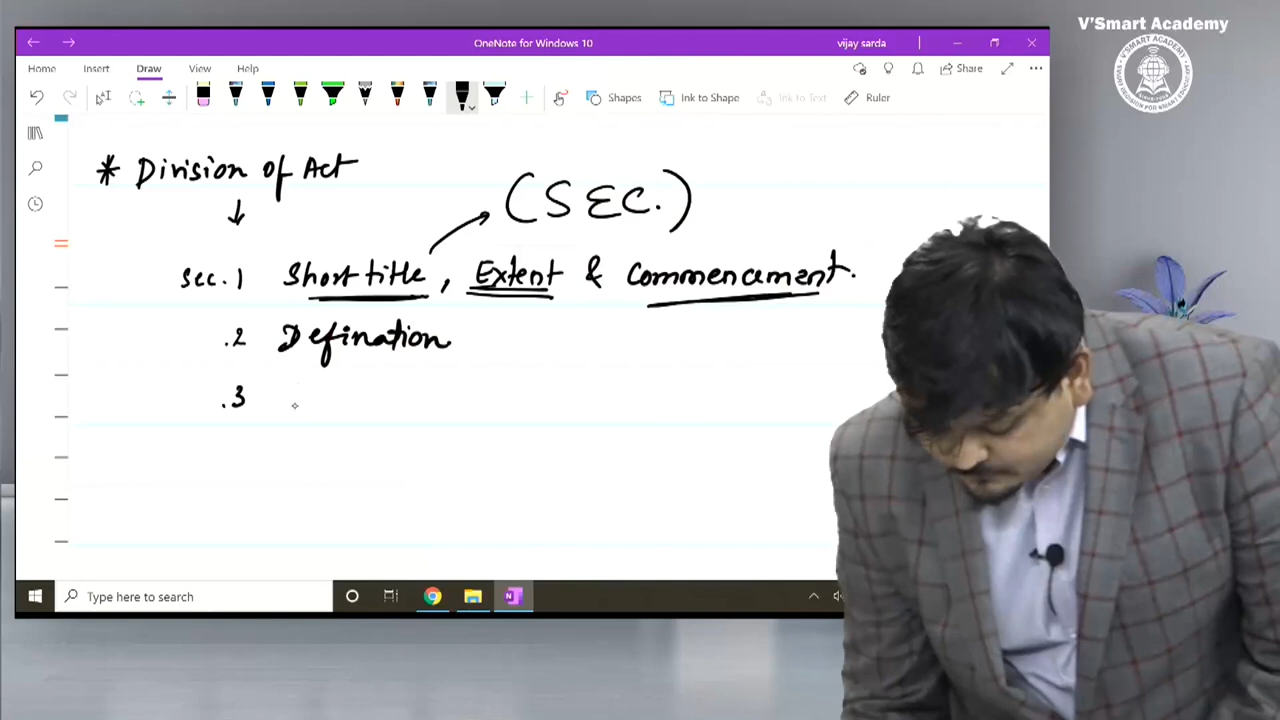 V'Smart Academy
OneNote for Windows 10
vijay sarda
Home Insert Draw View Help
Share
Shapes Ink to Shape Ink to Text Ruler
* Division of Act
(SEC.)
Sec. 1 Short title, Extent & Commencement.
.2 Defination
.3
Type here to search